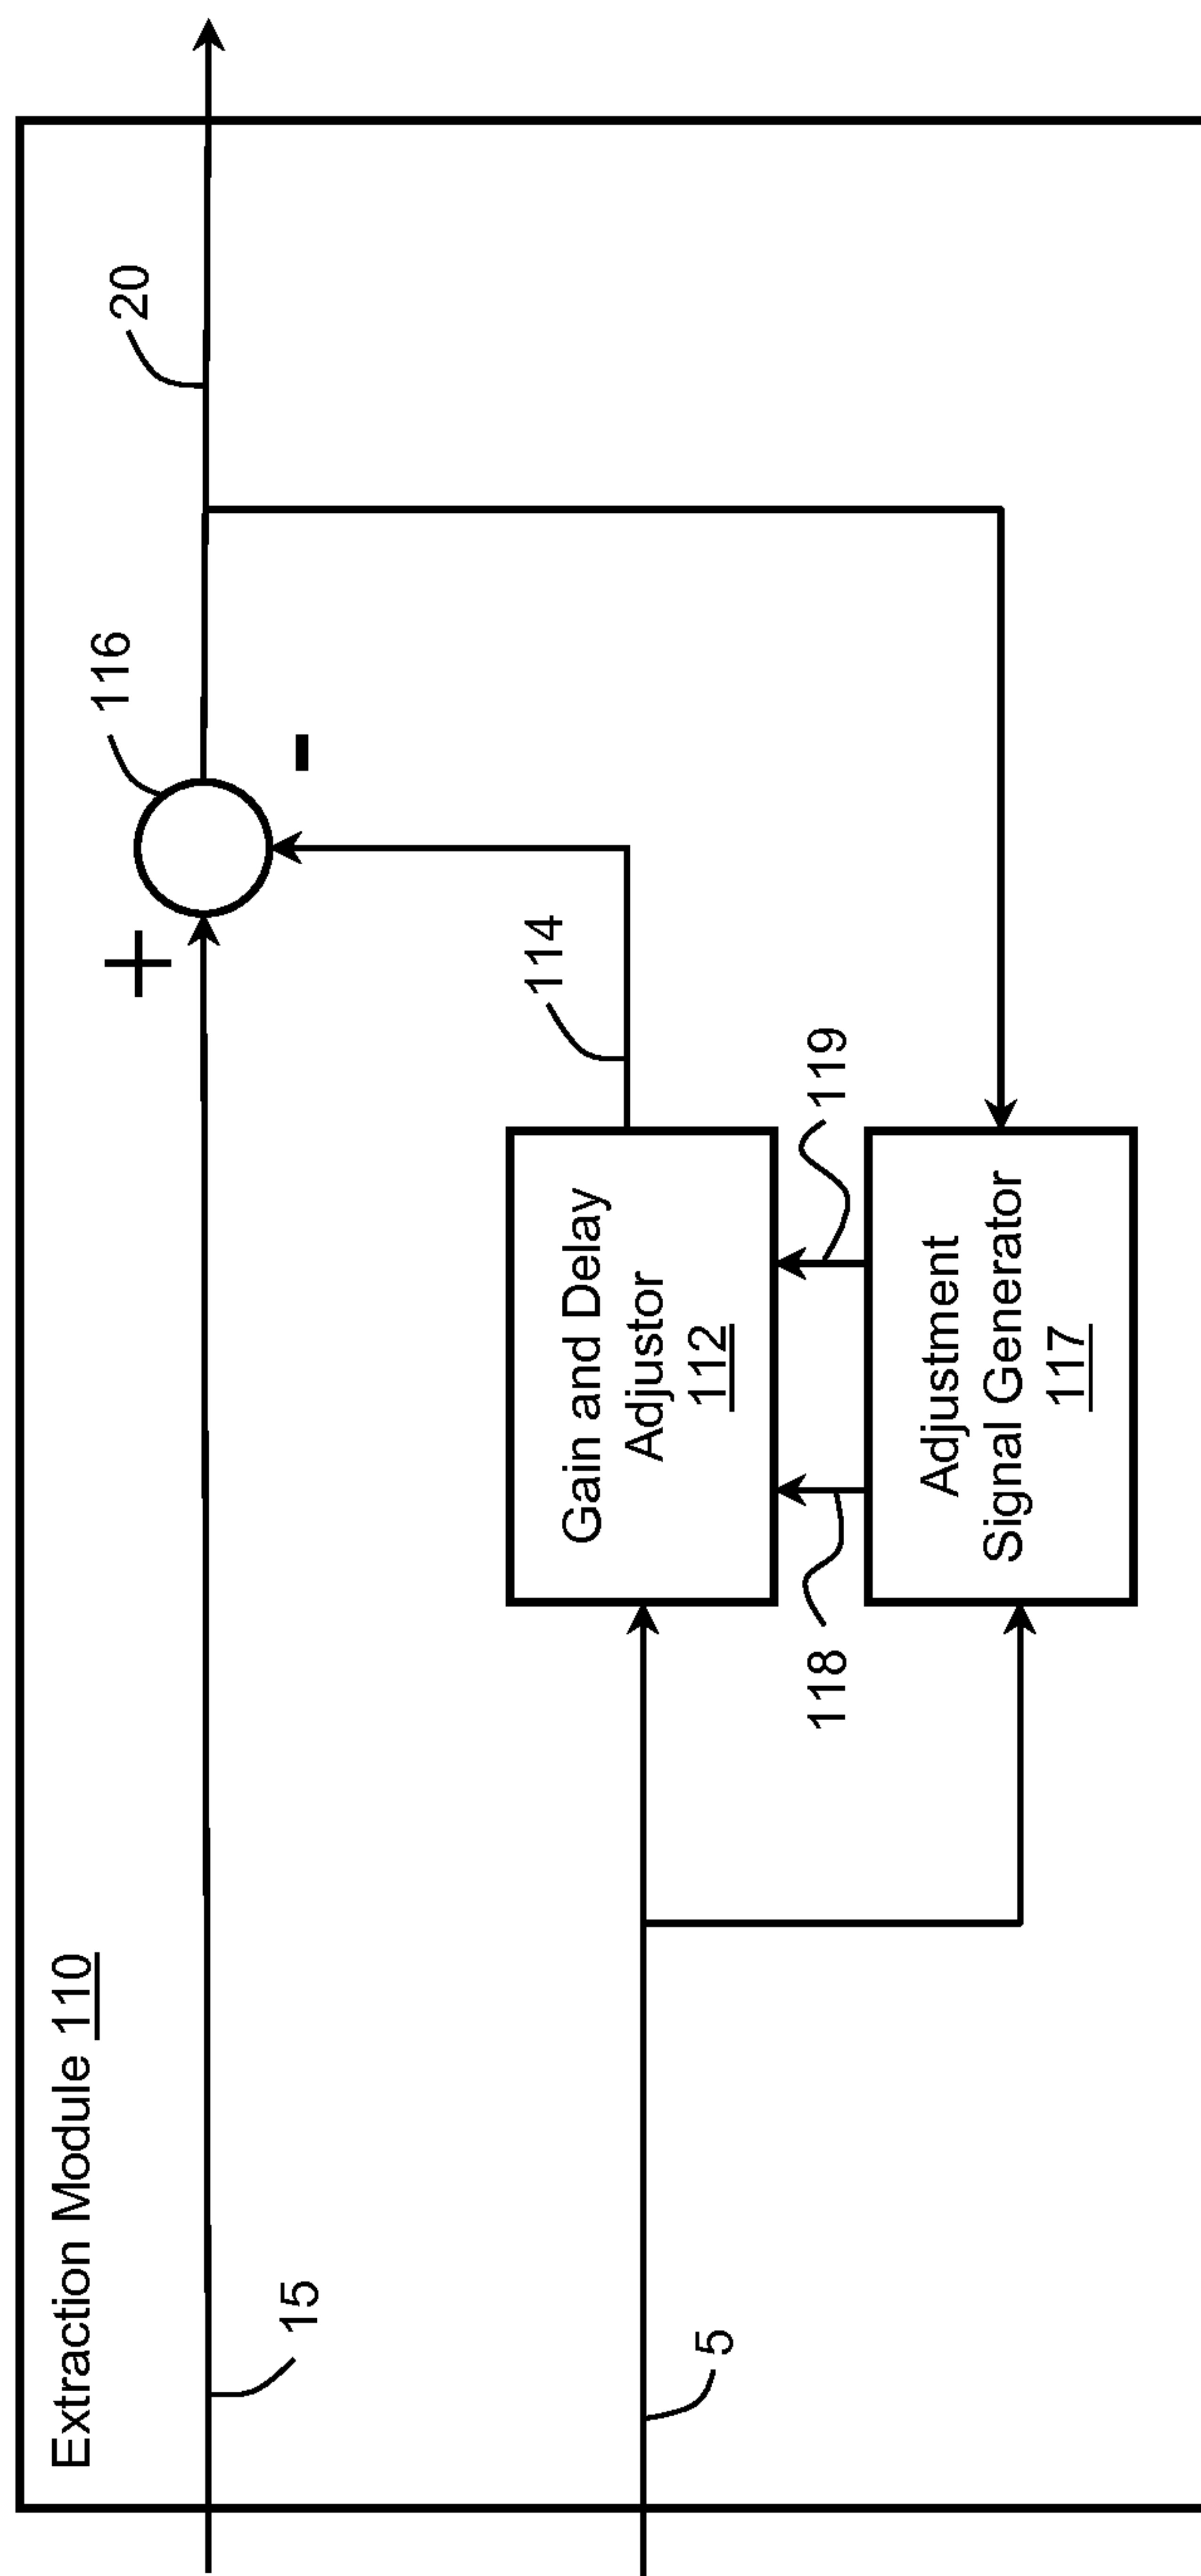 Extraction Module 110
15
+
116
-
20
5
114
Gain and Delay
Adjustor
112
118
119
Adjustment
Signal Generator
117